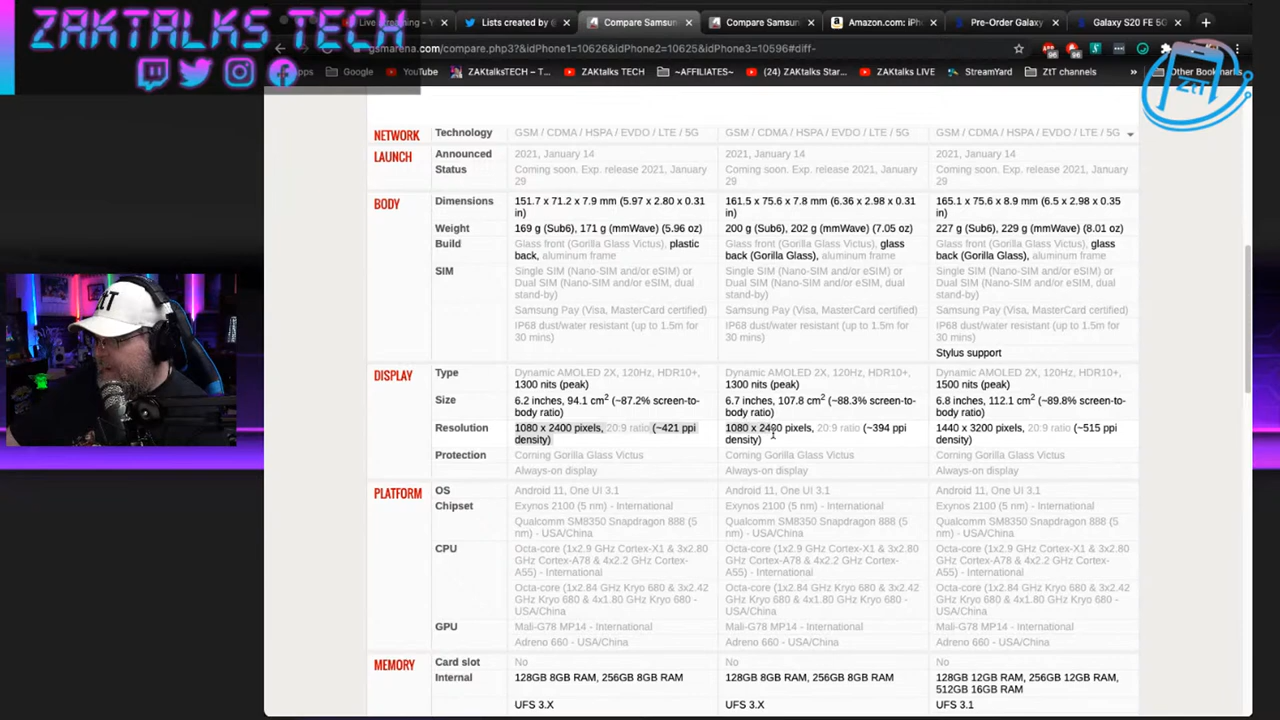 ZAKTALKS TECH
Lists created by
Compare Samsun
Compare Samsun
Amazon.com: iPh
Pre-Order Galaxy
Galaxy S20 FE 5G
gsmarena.com/compare.php3?&idPhone1=10626&idPhone2=10625&idPhone3=10596#diff-
Google
YouTube
ZAKtalksTECH – T...
ZAKtalks TECH
~AFFILIATES~
(24) ZAKtalks Star...
ZAKtalks LIVE
StreamYard
ZtT channels
»
Other Bookmarks
ZtT
NETWORK Technology GSM / CDMA / HSPA / EVDO / LTE / 5G GSM / CDMA / HSPA / EVDO / LTE / 5G GSM / CDMA / HSPA / EVDO / LTE / 5G
LAUNCH Announced 2021, January 14 2021, January 14 2021, January 14
Status Coming soon. Exp. release 2021, January Coming soon. Exp. release 2021, January Coming soon. Exp. release 2021, January
29 29 29
BODY Dimensions 151.7 x 71.2 x 7.9 mm (5.97 x 2.80 x 0.31 161.5 x 75.6 x 7.8 mm (6.36 x 2.98 x 0.31 165.1 x 75.6 x 8.9 mm (6.5 x 2.98 x 0.35
in) in) in)
Weight 169 g (Sub6), 171 g (mmWave) (5.96 oz) 200 g (Sub6), 202 g (mmWave) (7.05 oz) 227 g (Sub6), 229 g (mmWave) (8.01 oz)
Build Glass front (Gorilla Glass Victus), plastic Glass front (Gorilla Glass Victus), glass Glass front (Gorilla Glass Victus), glass
back, aluminum frame back (Gorilla Glass), aluminum frame back (Gorilla Glass), aluminum frame
SIM Single SIM (Nano-SIM and/or eSIM) or Single SIM (Nano-SIM and/or eSIM) or Single SIM (Nano-SIM and/or eSIM) or
Dual SIM (Nano-SIM and/or eSIM, dual Dual SIM (Nano-SIM and/or eSIM, dual Dual SIM (Nano-SIM and/or eSIM, dual
stand-by) stand-by) stand-by)
Samsung Pay (Visa, MasterCard certified) Samsung Pay (Visa, MasterCard certified) Samsung Pay (Visa, MasterCard certified)
IP68 dust/water resistant (up to 1.5m for IP68 dust/water resistant (up to 1.5m for IP68 dust/water resistant (up to 1.5m for
30 mins) 30 mins) 30 mins)
Stylus support
DISPLAY Type Dynamic AMOLED 2X, 120Hz, HDR10+, Dynamic AMOLED 2X, 120Hz, HDR10+, Dynamic AMOLED 2X, 120Hz, HDR10+,
1300 nits (peak) 1300 nits (peak) 1500 nits (peak)
Size 6.2 inches, 94.1 cm2 (~87.2% screen-to- 6.7 inches, 107.8 cm2 (~88.3% screen-to- 6.8 inches, 112.1 cm2 (~89.8% screen-to-
body ratio) body ratio) body ratio)
Resolution 1080 x 2400 pixels, 20:9 ratio (~421 ppi 1080 x 2400 pixels, 20:9 ratio (~394 ppi 1440 x 3200 pixels, 20:9 ratio (~515 ppi
density) density) density)
Protection Corning Gorilla Glass Victus Corning Gorilla Glass Victus Corning Gorilla Glass Victus
Always-on display Always-on display Always-on display
PLATFORM OS Android 11, One UI 3.1 Android 11, One UI 3.1 Android 11, One UI 3.1
Chipset Exynos 2100 (5 nm) - International Exynos 2100 (5 nm) - International Exynos 2100 (5 nm) - International
Qualcomm SM8350 Snapdragon 888 (5 Qualcomm SM8350 Snapdragon 888 (5 Qualcomm SM8350 Snapdragon 888 (5
nm) - USA/China nm) - USA/China nm) - USA/China
CPU Octa-core (1x2.9 GHz Cortex-X1 & 3x2.80 Octa-core (1x2.9 GHz Cortex-X1 & 3x2.80 Octa-core (1x2.9 GHz Cortex-X1 & 3x2.80
GHz Cortex-A78 & 4x2.2 GHz Cortex- GHz Cortex-A78 & 4x2.2 GHz Cortex- GHz Cortex-A78 & 4x2.2 GHz Cortex-
A55) - International A55) - International A55) - International
Octa-core (1x2.84 GHz Kryo 680 & 3x2.42 Octa-core (1x2.84 GHz Kryo 680 & 3x2.42 Octa-core (1x2.84 GHz Kryo 680 & 3x2.42
GHz Kryo 680 & 4x1.80 GHz Kryo 680 - GHz Kryo 680 & 4x1.80 GHz Kryo 680 - GHz Kryo 680 & 4x1.80 GHz Kryo 680 -
USA/China USA/China USA/China
GPU Mali-G78 MP14 - International Mali-G78 MP14 - International Mali-G78 MP14 - International
Adreno 660 - USA/China Adreno 660 - USA/China Adreno 660 - USA/China
MEMORY Card slot No No No
Internal 128GB 8GB RAM, 256GB 8GB RAM 128GB 8GB RAM, 256GB 8GB RAM 128GB 12GB RAM, 256GB 12GB RAM,
512GB 16GB RAM
UFS 3.X UFS 3.X UFS 3.1